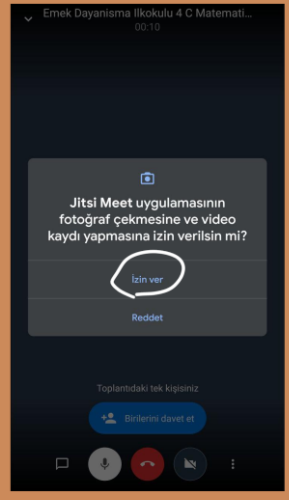 Emek Dayanisma Ilkokulu 4 C Matemati...
00:10
Jitsi Meet uygulamasının
fotoğraf çekmesine ve video
kaydı yapmasına izin verilsin mi?
İzin ver
Reddet
Toplantıdaki tek kişisiniz
Birilerini davet et